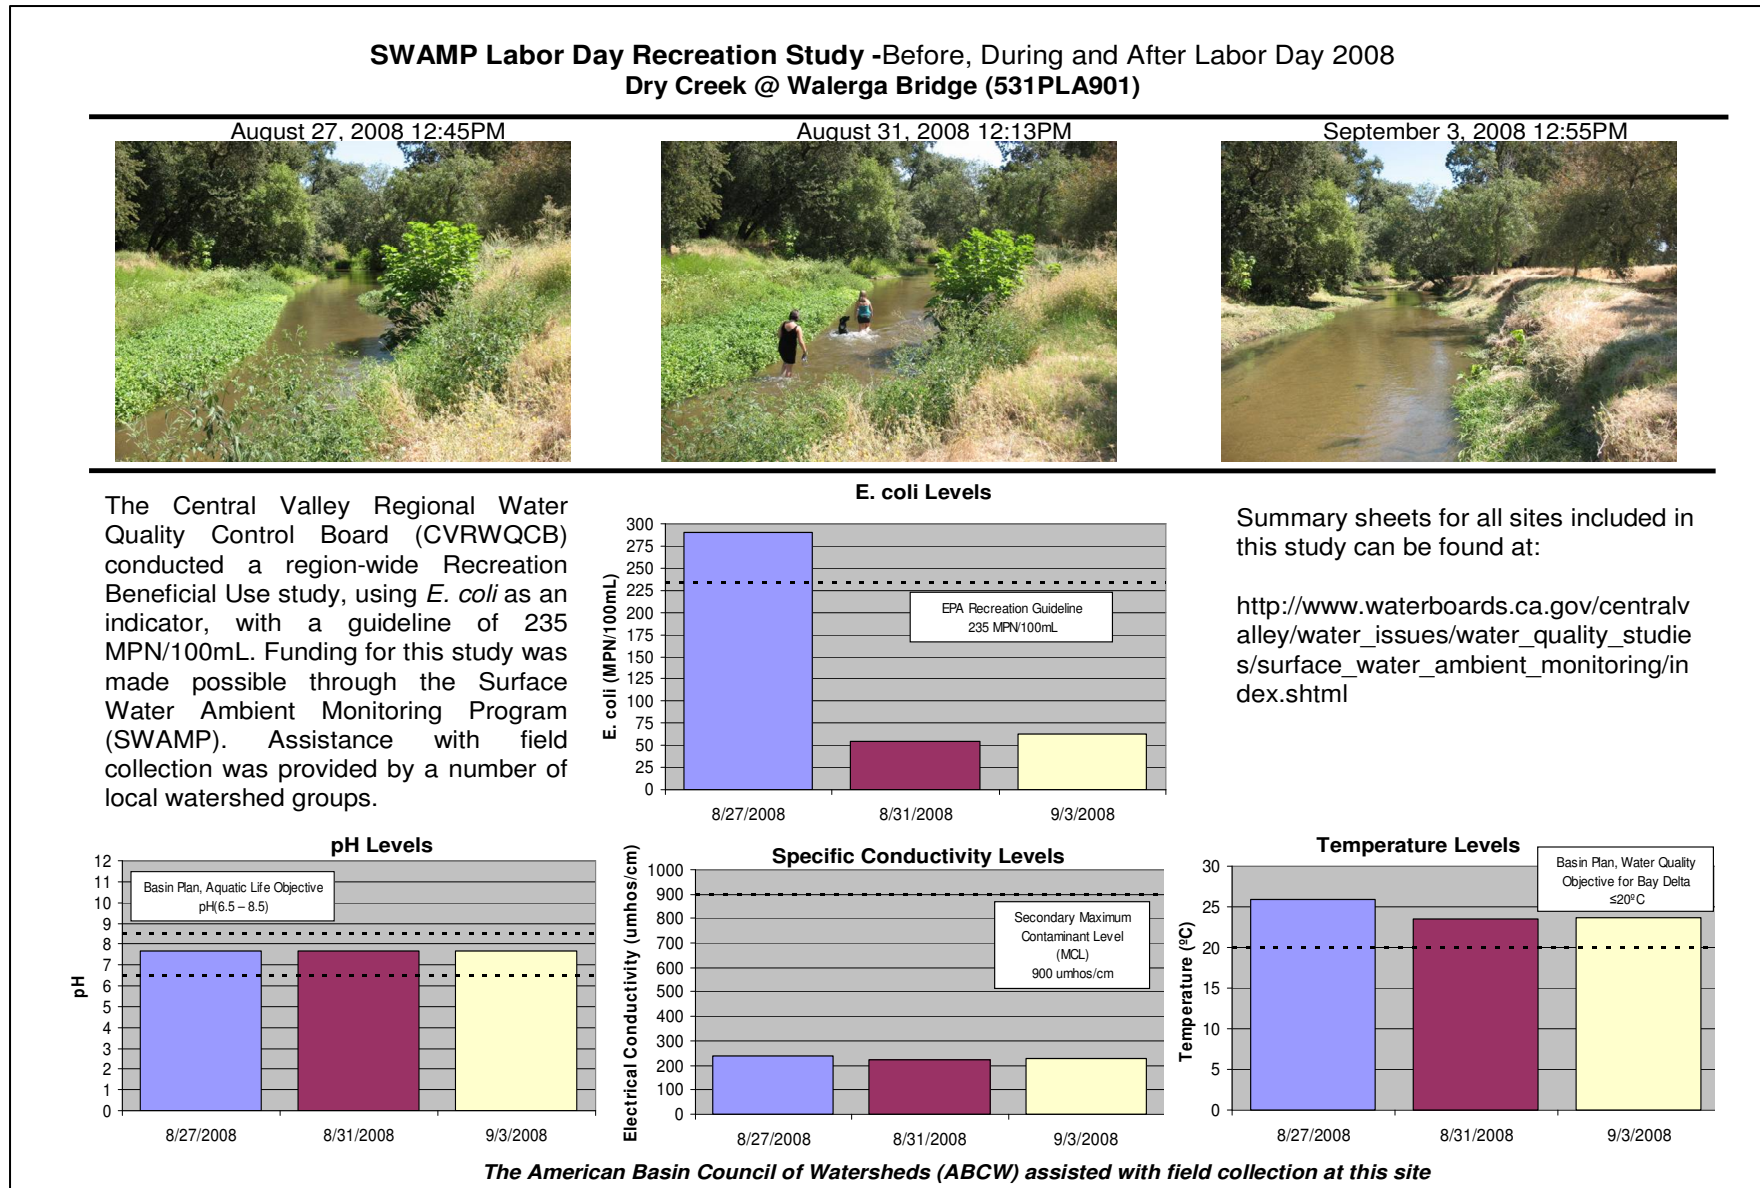 SWAMP Labor Day Recreation Study -Before, During and After Labor Day 2008
Dry Creek @ Walerga Bridge (531PLA901)
August 27, 2008 12:45PM
August 31, 2008 12:13PM
September 3, 2008 12:55PM
The Central Valley Regional Water
Quality Control Board (CVRWQCB)
conducted a region-wide Recreation
Beneficial Use study, using E. coli as an
indicator, with a guideline of 235
MPN/100mL. Funding for this study was
made possible through the Surface
Water Ambient Monitoring Program
(SWAMP). Assistance with field
collection was provided by a number of
local watershed groups.
E. coli Levels
E. coli (MPN/100mL)
300
275
250
225
200
175
150
125
100
75
50
25
0
EPA Recreation Guideline
235 MPN/100mL
8/27/2008
8/31/2008
9/3/2008
Summary sheets for all sites included in
this study can be found at:
http://www.waterboards.ca.gov/centralv
alley/water_issues/water_quality_studie
s/surface_water_ambient_monitoring/in
dex.shtml
pH Levels
pH
12
11
10
9
8
7
6
5
4
3
2
1
0
Basin Plan, Aquatic Life Objective
pH(6.5 – 8.5)
8/27/2008
8/31/2008
9/3/2008
Specific Conductivity Levels
Electrical Conductivity (umhos/cm)
1000
900
800
700
600
500
400
300
200
100
0
Secondary Maximum
Contaminant Level
(MCL)
900 umhos/cm
8/27/2008
8/31/2008
9/3/2008
Temperature Levels
Temperature (ºC)
30
25
20
15
10
5
0
Basin Plan, Water Quality
Objective for Bay Delta
≤20ºC
8/27/2008
8/31/2008
9/3/2008
The American Basin Council of Watersheds (ABCW) assisted with field collection at this site